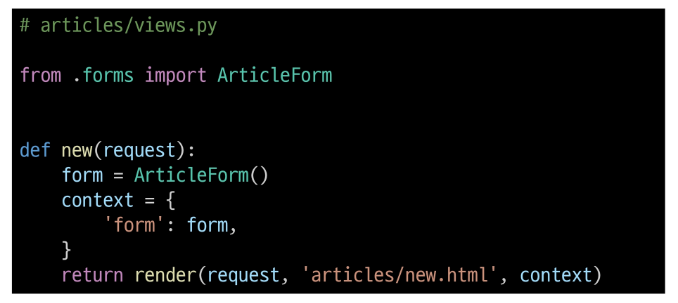 # articles/views.py
from .forms import ArticleForm
def new(request):
    form = ArticleForm()
    context = {
        'form': form,
    }
    return render(request, 'articles/new.html', context)